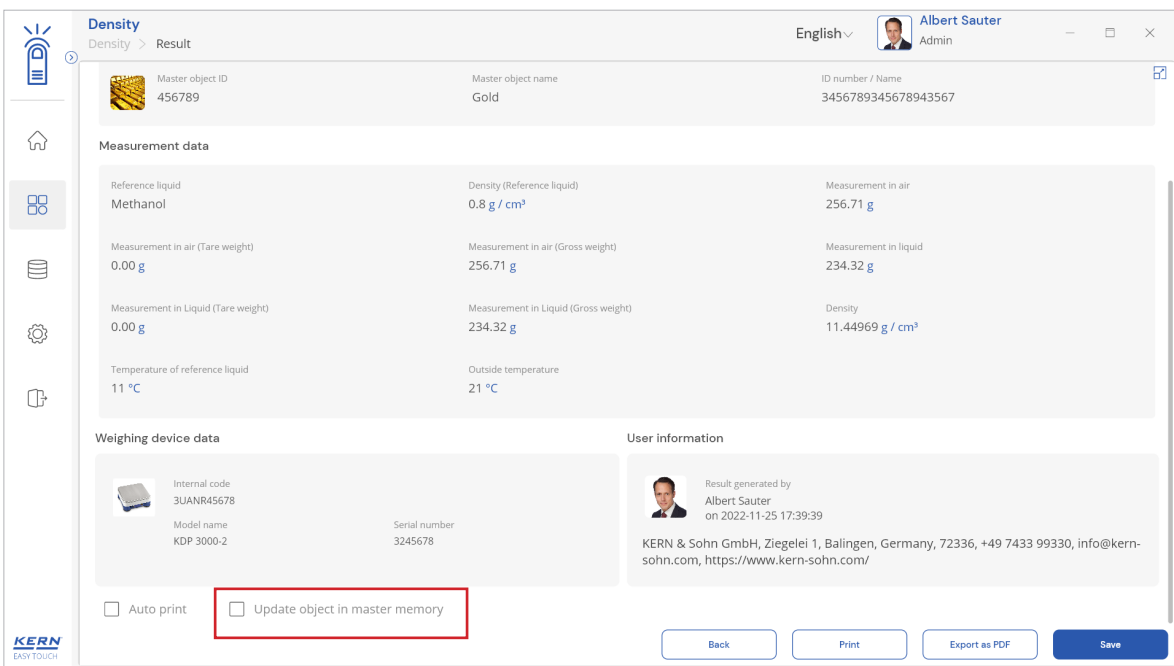 Density
Density > Result
English
Albert Sauter
Admin
Master object ID
456789
Master object name
Gold
ID number / Name
3456789345678943567
Measurement data
Reference liquid
Methanol
Density (Reference liquid)
0.8 g / cm³
Measurement in air
256.71 g
Measurement in air (Tare weight)
0.00 g
Measurement in air (Gross weight)
256.71 g
Measurement in liquid
234.32 g
Measurement in Liquid (Tare weight)
0.00 g
Measurement in Liquid (Gross weight)
234.32 g
Density
11.44969 g / cm³
Temperature of reference liquid
11 °C
Outside temperature
21 °C
Weighing device data
Internal code
3UANR45678
Model name
KDP 3000-2
Serial number
3245678
User information
Result generated by
Albert Sauter
on 2022-11-25 17:39:39
KERN & Sohn GmbH, Ziegelei 1, Balingen, Germany, 72336, +49 7433 99330, info@kern-
sohn.com, https://www.kern-sohn.com/
Auto print
Update object in master memory
KERN
EASY TOUCH
Back
Print
Export as PDF
Save